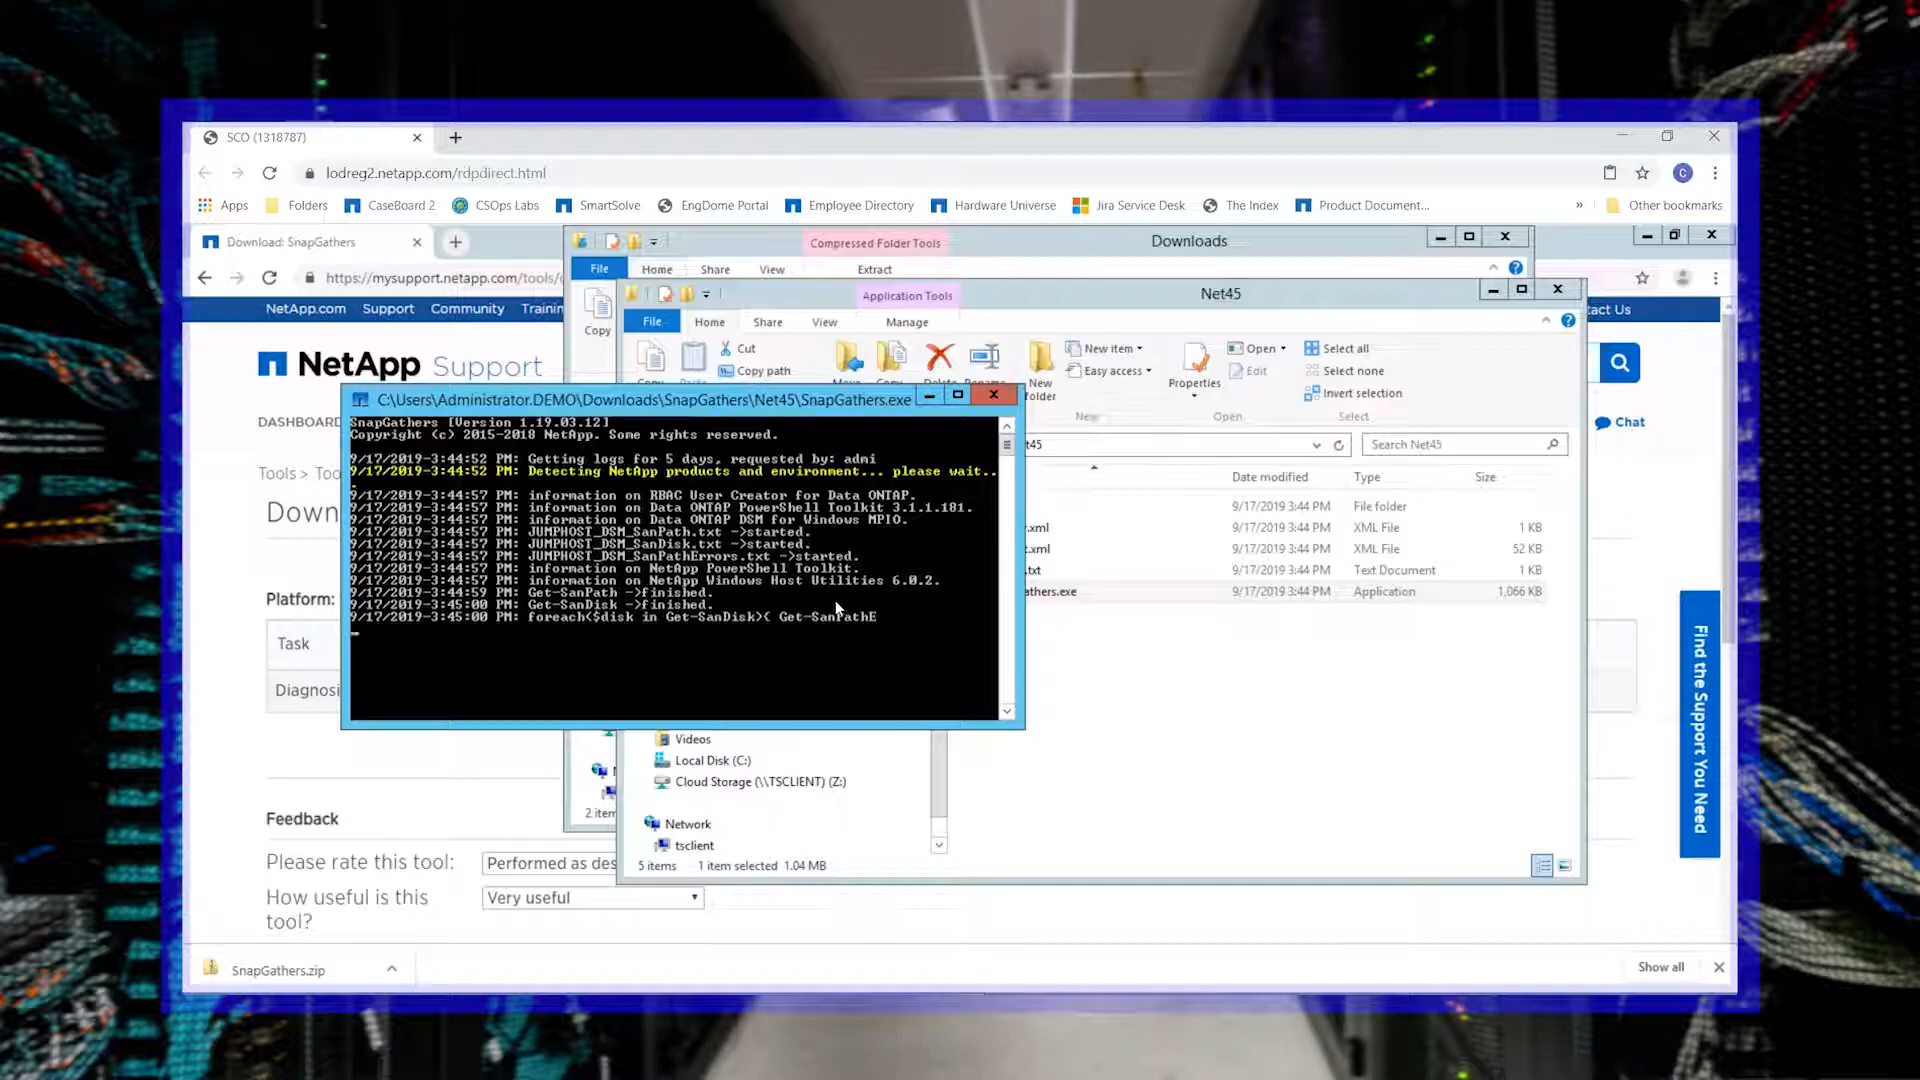 SCO (1318787)
lodreg2.netapp.com/rdpdirect.html
C
Apps
Folders
CaseBoard 2
CSOps Labs
SmartSolve
EngDome Portal
Employee Directory
Hardware Universe
Jira Service Desk
The Index
Product Document...
»
Other bookmarks
Download: SnapGathers
https://mysupport.netapp.com/tools/
NetApp.com
Support
Community
NetApp Support
DASHBOARD
Tools >
Platform:
Task
Feedback
Please rate this tool:
Performed as des
How useful is this
tool?
Very useful
Chat
Find the Support You Need
Compressed Folder Tools
Downloads
File
Home
Share
View
Extract
Copy
Application Tools
Net45
File
Home
Share
View
Manage
Cut
Copy path
New item
Easy access
New
Properties
Open
Edit
Select all
Select none
Invert selection
New
Open
Select
Search Net45
Date modified
Type
Size
9/17/2019 3:44 PM File folder
.xml 9/17/2019 3:44 PM XML File 1 KB
.xml 9/17/2019 3:44 PM XML File 52 KB
.txt 9/17/2019 3:44 PM Text Document 1 KB
athers.exe 9/17/2019 3:44 PM Application 1,066 KB
C:\Users\Administrator.DEMO\Downloads\SnapGathers\Net45\SnapGathers.exe
SnapGathers [Version 1.19.03.12]
Copyright (c) 2015-2018 NetApp. Some rights reserved.
9/17/2019-3:44:52 PM: Getting logs for 5 days, requested by: admi
9/17/2019-3:44:52 PM: Detecting NetApp products and environment... please wait..
.
9/17/2019-3:44:57 PM: information on RBAC User Creator for Data ONTAP.
9/17/2019-3:44:57 PM: information on Data ONTAP PowerShell Toolkit 3.1.1.181.
9/17/2019-3:44:57 PM: information on Data ONTAP DSM for Windows MPIO.
9/17/2019-3:44:57 PM: JUMPHOST_DSM_SanPath.txt ->started.
9/17/2019-3:44:57 PM: JUMPHOST_DSM_SanDisk.txt ->started.
9/17/2019-3:44:57 PM: JUMPHOST_DSM_SanPathErrors.txt ->started.
9/17/2019-3:44:57 PM: information on NetApp PowerShell Toolkit.
9/17/2019-3:44:57 PM: information on NetApp Windows Host Utilities 6.0.2.
9/17/2019-3:44:59 PM: Get-SanPath ->finished.
9/17/2019-3:45:00 PM: Get-SanDisk ->finished.
9/17/2019-3:45:00 PM: foreach($disk in Get-SanDisk){ Get-SanPathE
Videos
Local Disk (C:)
Cloud Storage (\\TSCLIENT) (Z:)
Network
tsclient
5 items
1 item selected 1.04 MB
SnapGathers.zip
Show all